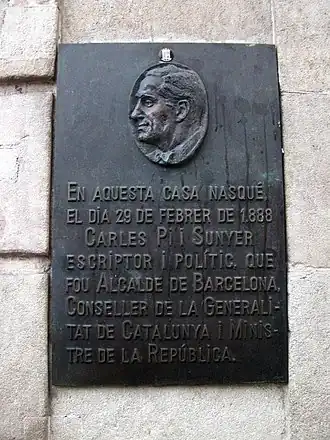 En aquesta casa nasqué,
el dia 29 de febrer de 1.888
Carles Pi i Sunyer
escriptor i polític, que
fou Alcalde de Barcelona,
Conseller de la Generali-
tat de Catalunya i Minis-
tre de la República.